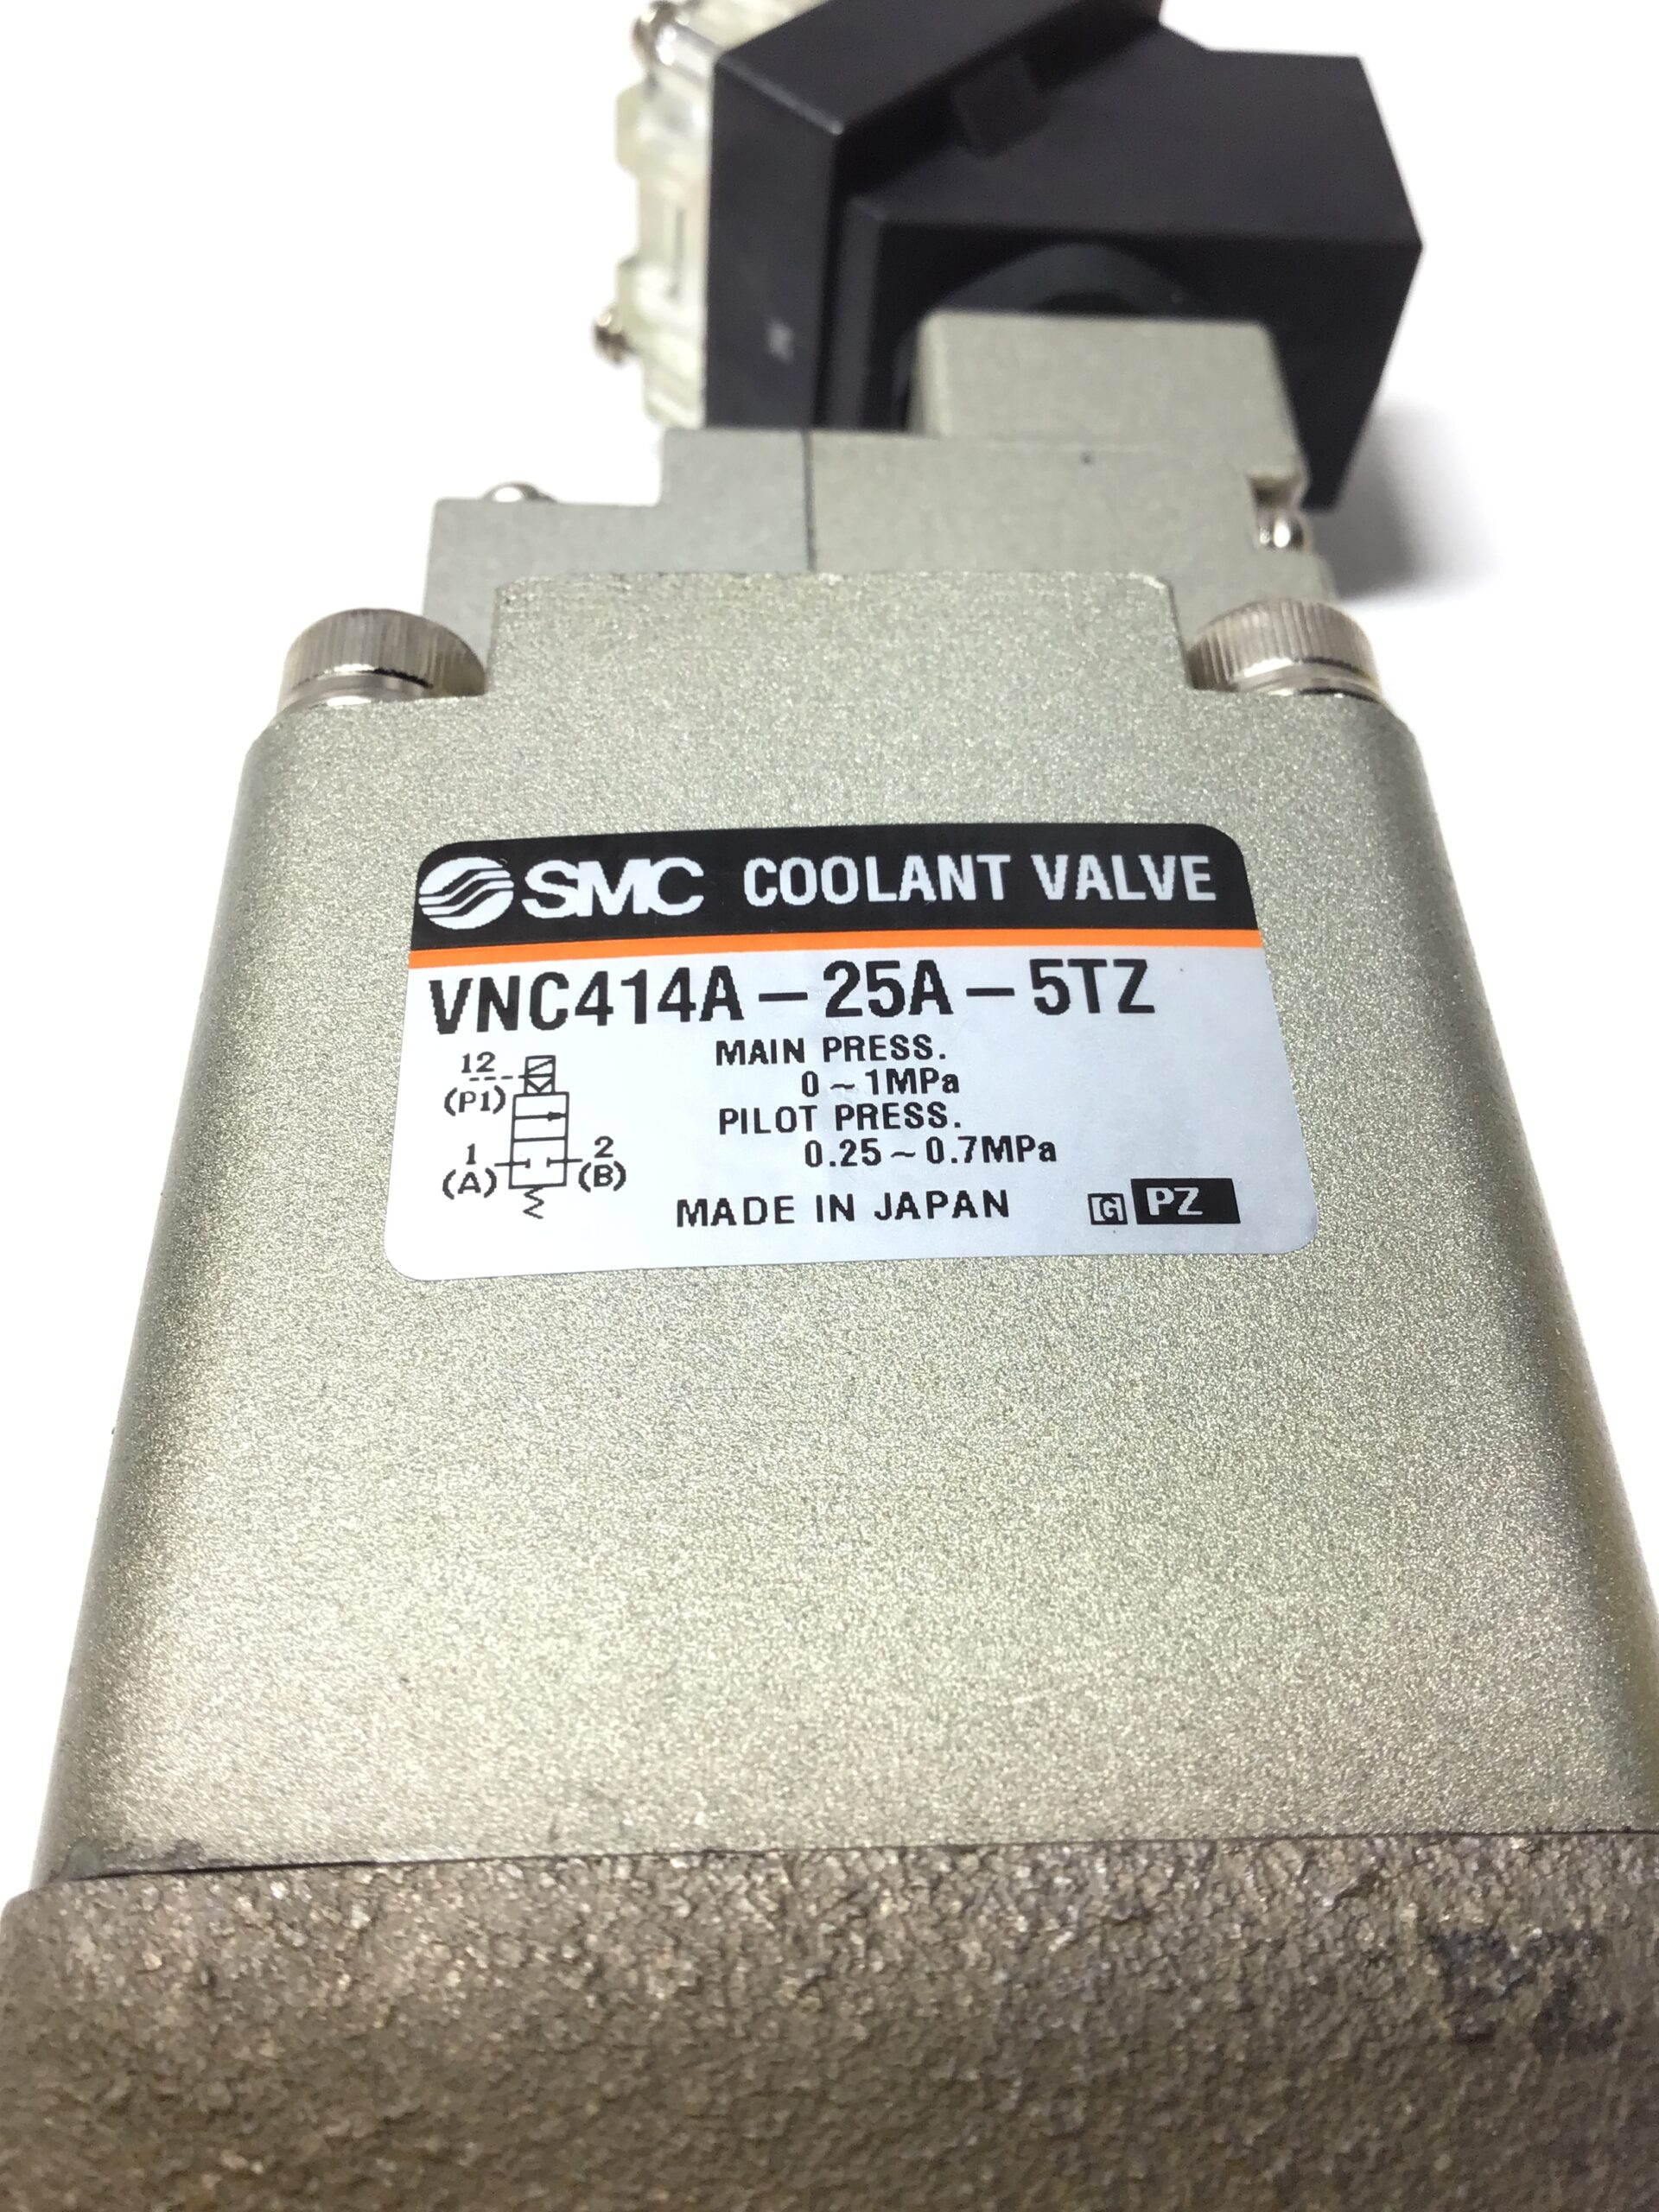 SMC COOLANT VALVE
VNC414A-25A-5TZ
12
(P1)
1
(A)
2
(B)
MAIN PRESS.
0~1MPa
PILOT PRESS.
0.25~0.7MPa
MADE IN JAPAN
[G] PZ